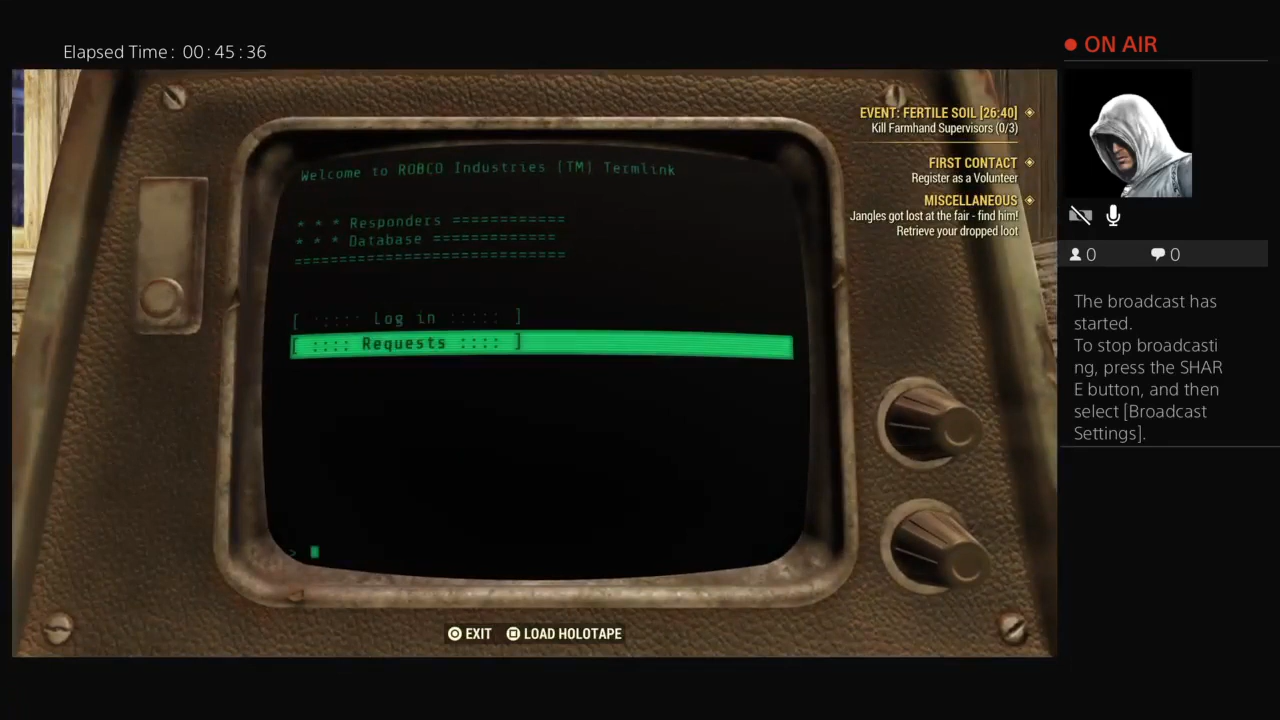 Elapsed Time: 00:45:36
ON AIR
EVENT: FERTILE SOIL [26:40]
Kill Farmhand Supervisors (0/3)
FIRST CONTACT
Register as a Volunteer
MISCELLANEOUS
Jangles got lost at the fair - find him!
Retrieve your dropped loot
Welcome to ROBCO Industries (TM) Termlink
* * * Responders ============
* * * Database ============
=========================
[ ::::: Log in ::::: ]
[ :::: Requests :::: ]
>
EXIT LOAD HOLOTAPE
0 0
The broadcast has
started.
To stop broadcasti
ng, press the SHAR
E button, and then
select [Broadcast
Settings].